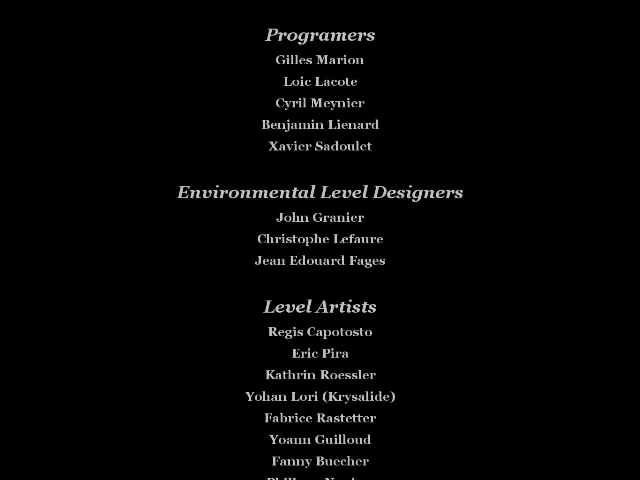 Programers
Gilles Marion
Loic Lacote
Cyril Meynier
Benjamin Lienard
Xavier Sadoulet
Environmental Level Designers
John Granier
Christophe Lefaure
Jean Edouard Fages
Level Artists
Regis Capotosto
Eric Pira
Kathrin Roessler
Yohan Lori (Krysalide)
Fabrice Rastetter
Yoann Guilloud
Fanny Buecher